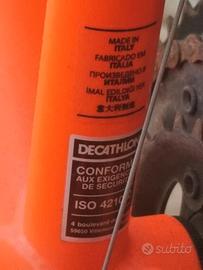 MADE IN
ITALY
FABRICADO EM
ITALIA
ПРОИЗВЕДЕНО В
ИТАЛИИ
IMAL EDILDIĞI YER
ITALYA
意大利制造
DECATHLON
CONFORME
AUX EXIGENCES
DE SECURITE
ISO 4210
4 boulevard
59650 Villeneuve
subito